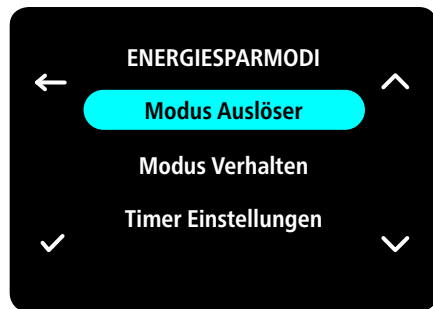 ENERGIESPARMODI
Modus Auslöser
Modus Verhalten
Timer Einstellungen